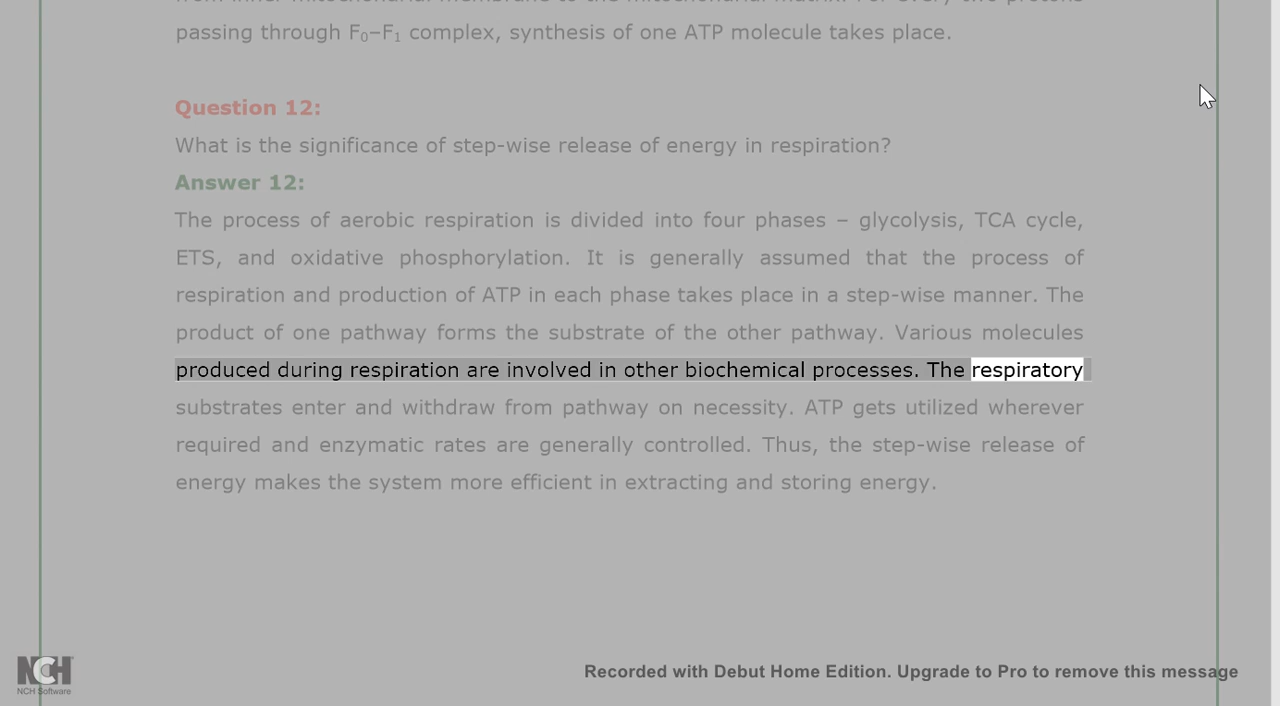 passing through F₀–F₁ complex, synthesis of one ATP molecule takes place.
Question 12:
What is the significance of step-wise release of energy in respiration?
Answer 12:
The process of aerobic respiration is divided into four phases – glycolysis, TCA cycle,
ETS, and oxidative phosphorylation. It is generally assumed that the process of
respiration and production of ATP in each phase takes place in a step-wise manner. The
product of one pathway forms the substrate of the other pathway. Various molecules
produced during respiration are involved in other biochemical processes. The respiratory
substrates enter and withdraw from pathway on necessity. ATP gets utilized wherever
required and enzymatic rates are generally controlled. Thus, the step-wise release of
energy makes the system more efficient in extracting and storing energy.
NCH
NCH Software
Recorded with Debut Home Edition. Upgrade to Pro to remove this message